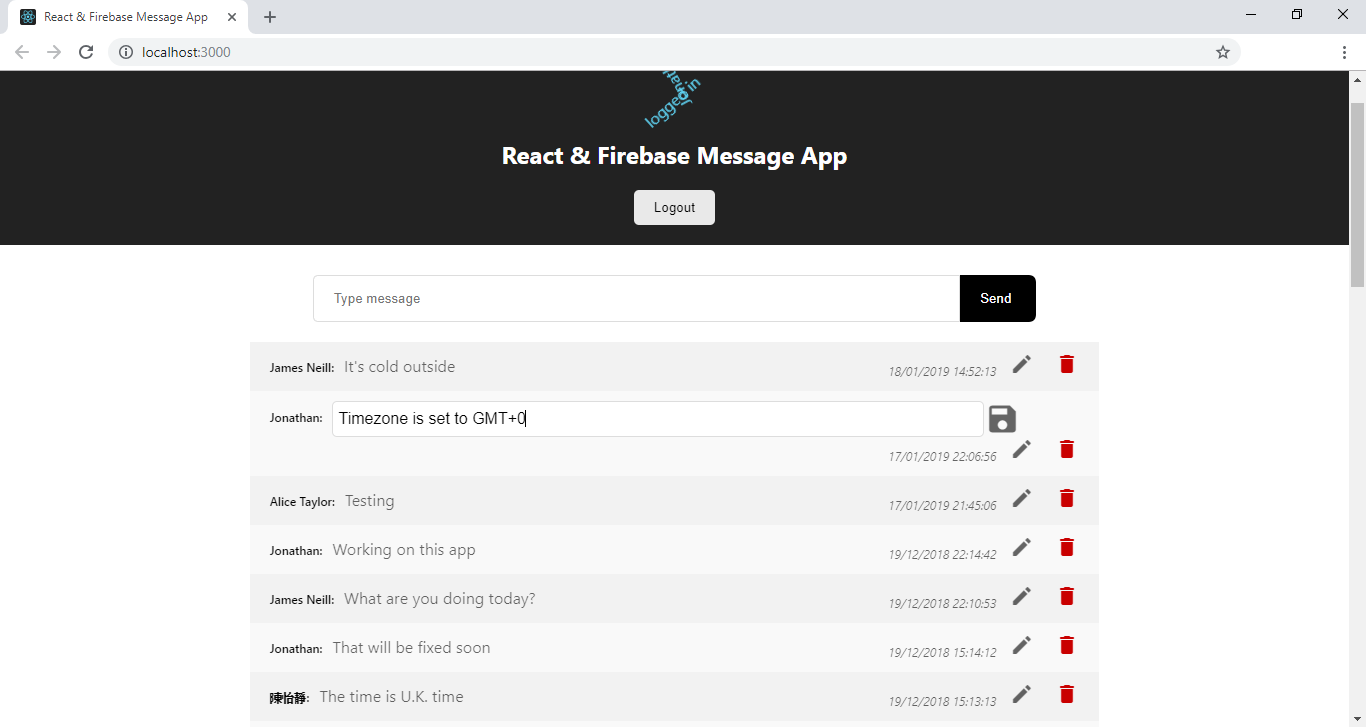 React & Firebase Message App
localhost:3000
logged in
React & Firebase Message App
Logout
Type message
Send
James Neill: It's cold outside 18/01/2019 14:52:13
Jonathan: Timezone is set to GMT+0
17/01/2019 22:06:56
Alice Taylor: Testing 17/01/2019 21:45:06
Jonathan: Working on this app 19/12/2018 22:14:42
James Neill: What are you doing today? 19/12/2018 22:10:53
Jonathan: That will be fixed soon 19/12/2018 15:14:12
陳怡靜: The time is U.K. time 19/12/2018 15:13:13